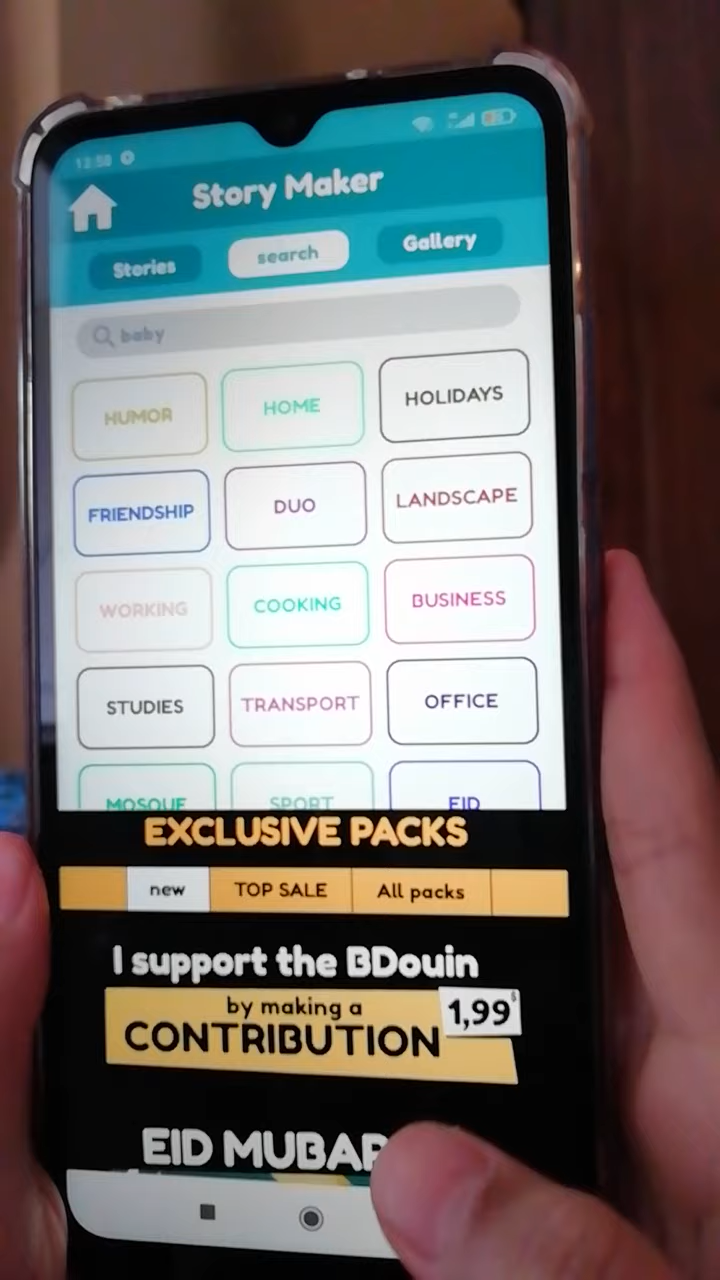 12:58
Story Maker
Stories search Gallery
baby
HUMOR HOME HOLIDAYS
FRIENDSHIP DUO LANDSCAPE
WORKING COOKING BUSINESS
STUDIES TRANSPORT OFFICE
MOSQUE SPORT EID
EXCLUSIVE PACKS
new TOP SALE All packs
I support the BDouin
by making a 1,99$
CONTRIBUTION
EID MUBAR